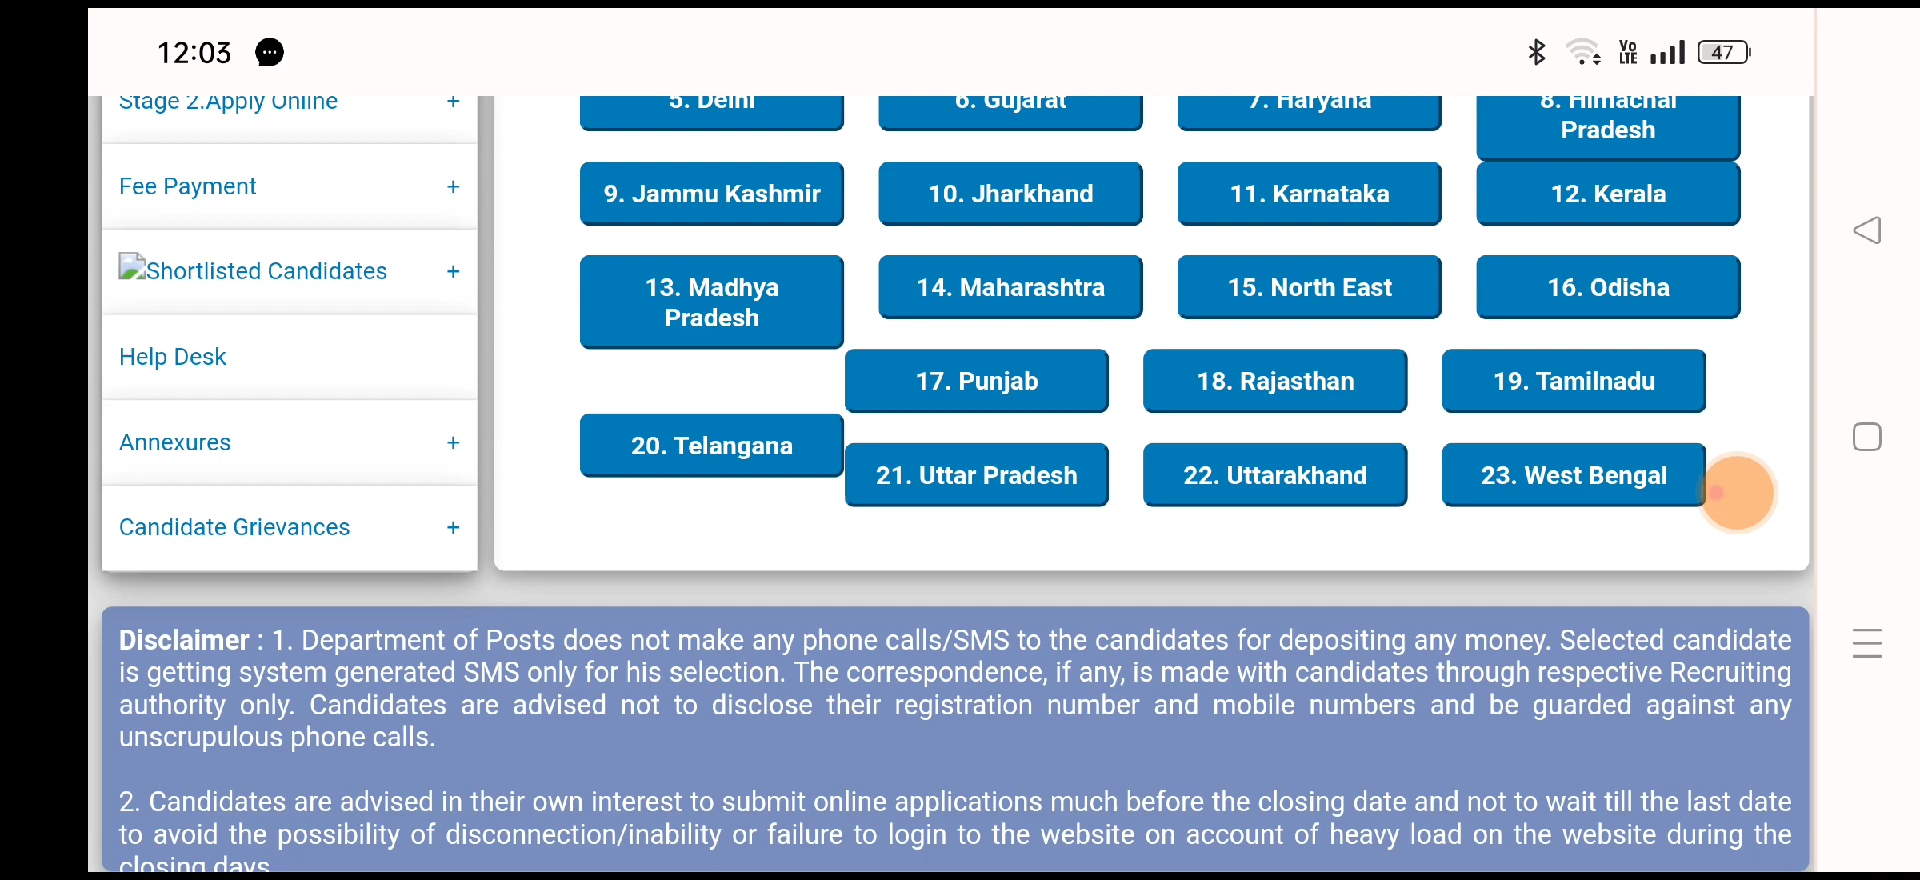 12:03
Vo
LTE
47
Stage 2.Apply Online +
5. Delhi
6. Gujarat
7. Haryana
8. Himachal
Pradesh
Fee Payment +
9. Jammu Kashmir
10. Jharkhand
11. Karnataka
12. Kerala
Shortlisted Candidates +
13. Madhya
Pradesh
14. Maharashtra
15. North East
16. Odisha
Help Desk
17. Punjab
18. Rajasthan
19. Tamilnadu
Annexures +
20. Telangana
21. Uttar Pradesh
22. Uttarakhand
23. West Bengal
Candidate Grievances +
Disclaimer : 1. Department of Posts does not make any phone calls/SMS to the candidates for depositing any money. Selected candidate
is getting system generated SMS only for his selection. The correspondence, if any, is made with candidates through respective Recruiting
authority only. Candidates are advised not to disclose their registration number and mobile numbers and be guarded against any
unscrupulous phone calls.
2. Candidates are advised in their own interest to submit online applications much before the closing date and not to wait till the last date
to avoid the possibility of disconnection/inability or failure to login to the website on account of heavy load on the website during the
closing days